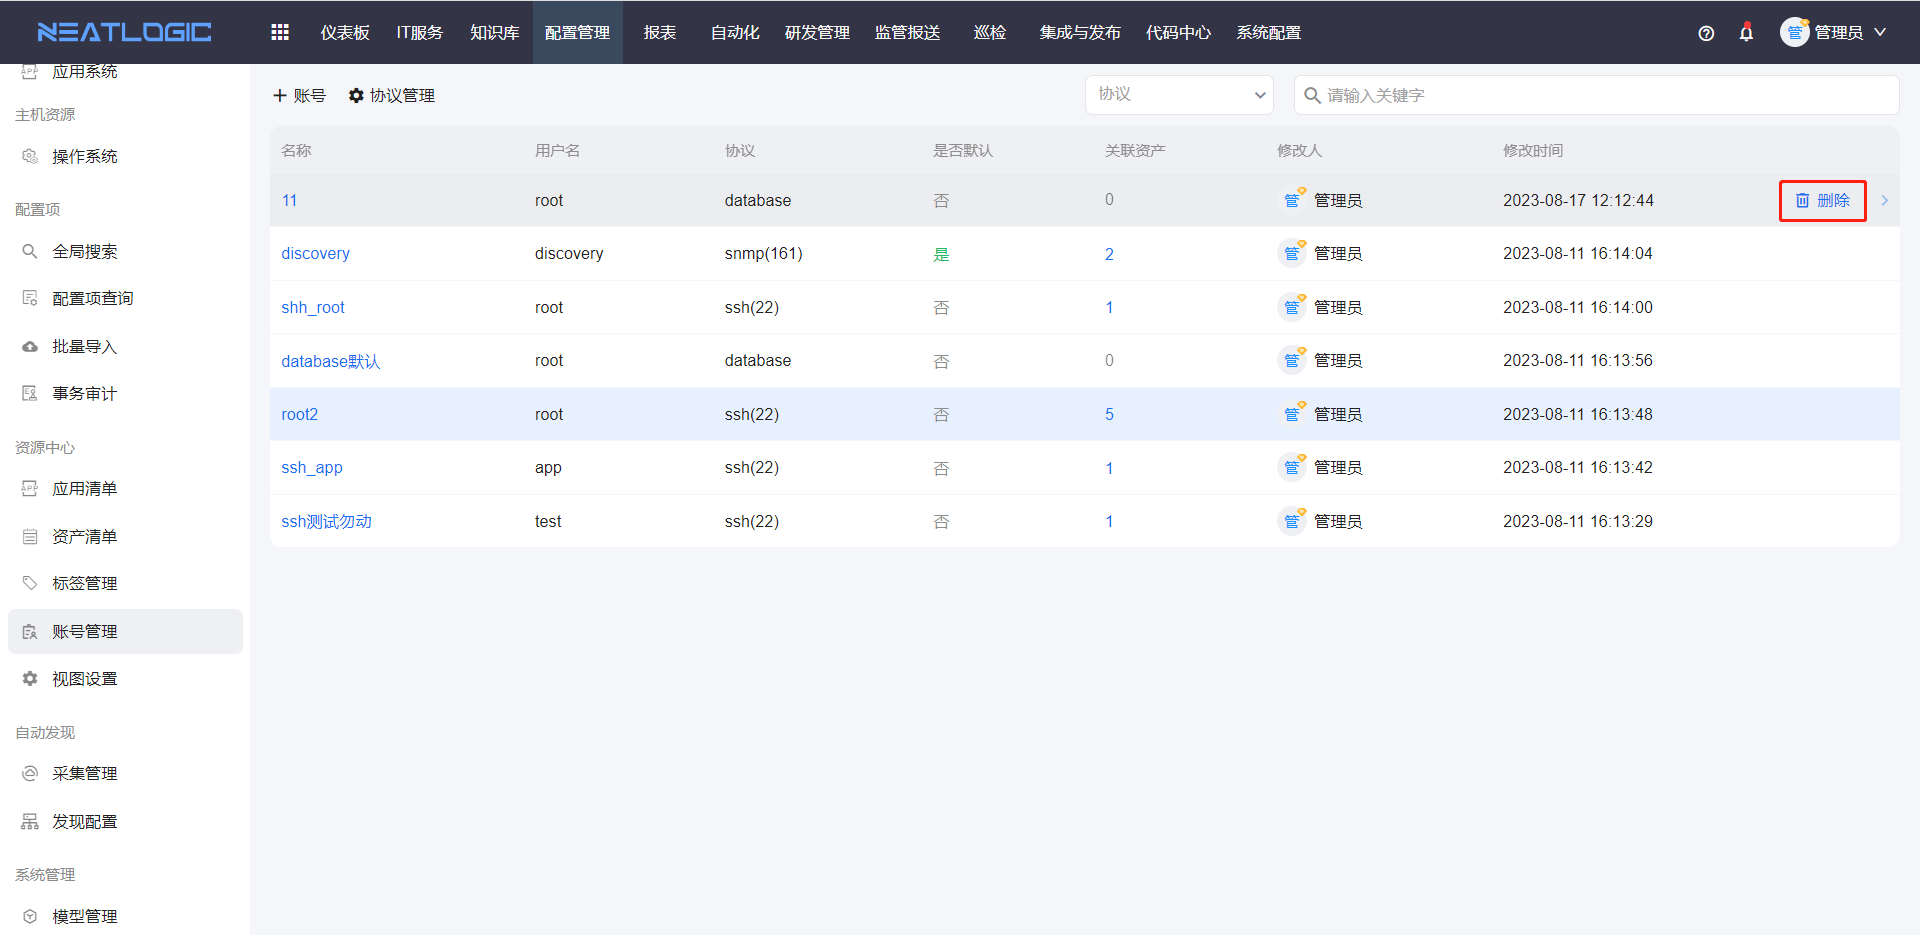 NEATLOGIC
仪表板 IT服务 知识库 配置管理 报表 自动化 研发管理 监管报送 巡检 集成与发布 代码中心 系统配置
管 管理员
APP 应用系统
主机资源
操作系统
配置项
全局搜索
配置项查询
批量导入
事务审计
资源中心
APP 应用清单
资产清单
标签管理
账号管理
视图设置
自动发现
采集管理
发现配置
系统管理
模型管理
账号 协议管理
协议
请输入关键字
名称 用户名 协议 是否默认 关联资产 修改人 修改时间
11 root database 否 0 管 管理员 2023-08-17 12:12:44 删除
discovery discovery snmp(161) 是 2 管 管理员 2023-08-11 16:14:04
shh_root root ssh(22) 否 1 管 管理员 2023-08-11 16:14:00
database默认 root database 否 0 管 管理员 2023-08-11 16:13:56
root2 root ssh(22) 否 5 管 管理员 2023-08-11 16:13:48
ssh_app app ssh(22) 否 1 管 管理员 2023-08-11 16:13:42
ssh测试勿动 test ssh(22) 否 1 管 管理员 2023-08-11 16:13:29